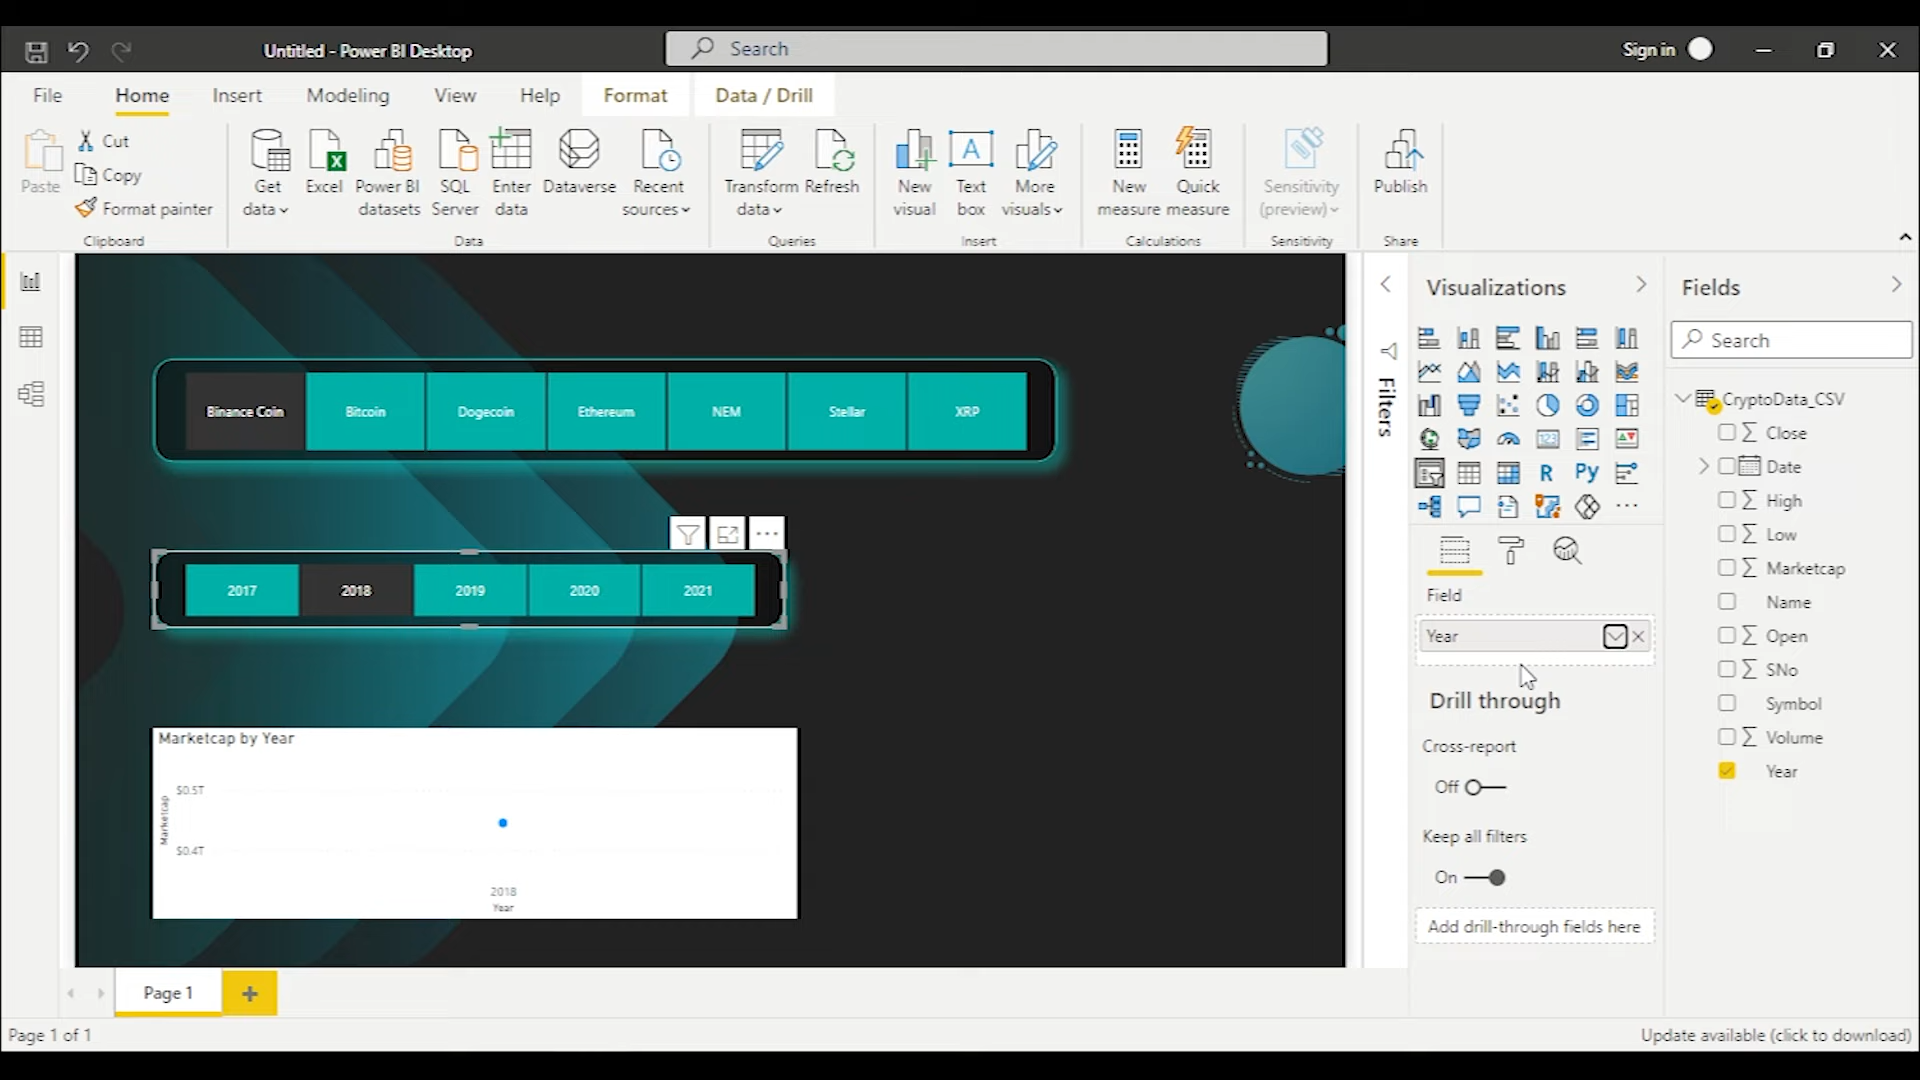 Untitled - Power BI Desktop
Search
Sign in
File
Home
Insert
Modeling
View
Help
Format
Data / Drill
Paste
Cut
Copy
Format painter
Clipboard
Get data
Excel
Power BI datasets
SQL Server
Enter data
Dataverse
Recent sources
Data
Transform data
Refresh
Queries
New visual
A
Text box
More visuals
Insert
New measure
Quick measure
Calculations
Sensitivity (preview)
Sensitivity
Publish
Share
Binance Coin
Bitcoin
Dogecoin
Ethereum
NEM
Stellar
XRP
2017
2018
2019
2020
2021
Marketcap by Year
Marketcap
$0.5T
$0.4T
2018
Year
Filters
Visualizations
123
R
Py
Field
Year
Drill through
Cross-report
Off
Keep all filters
On
Add drill-through fields here
Fields
Search
CryptoData_CSV
Close
Date
High
Low
Marketcap
Name
Open
SNo
Symbol
Volume
Year
Page 1
Page 1 of 1
Update available (click to download)